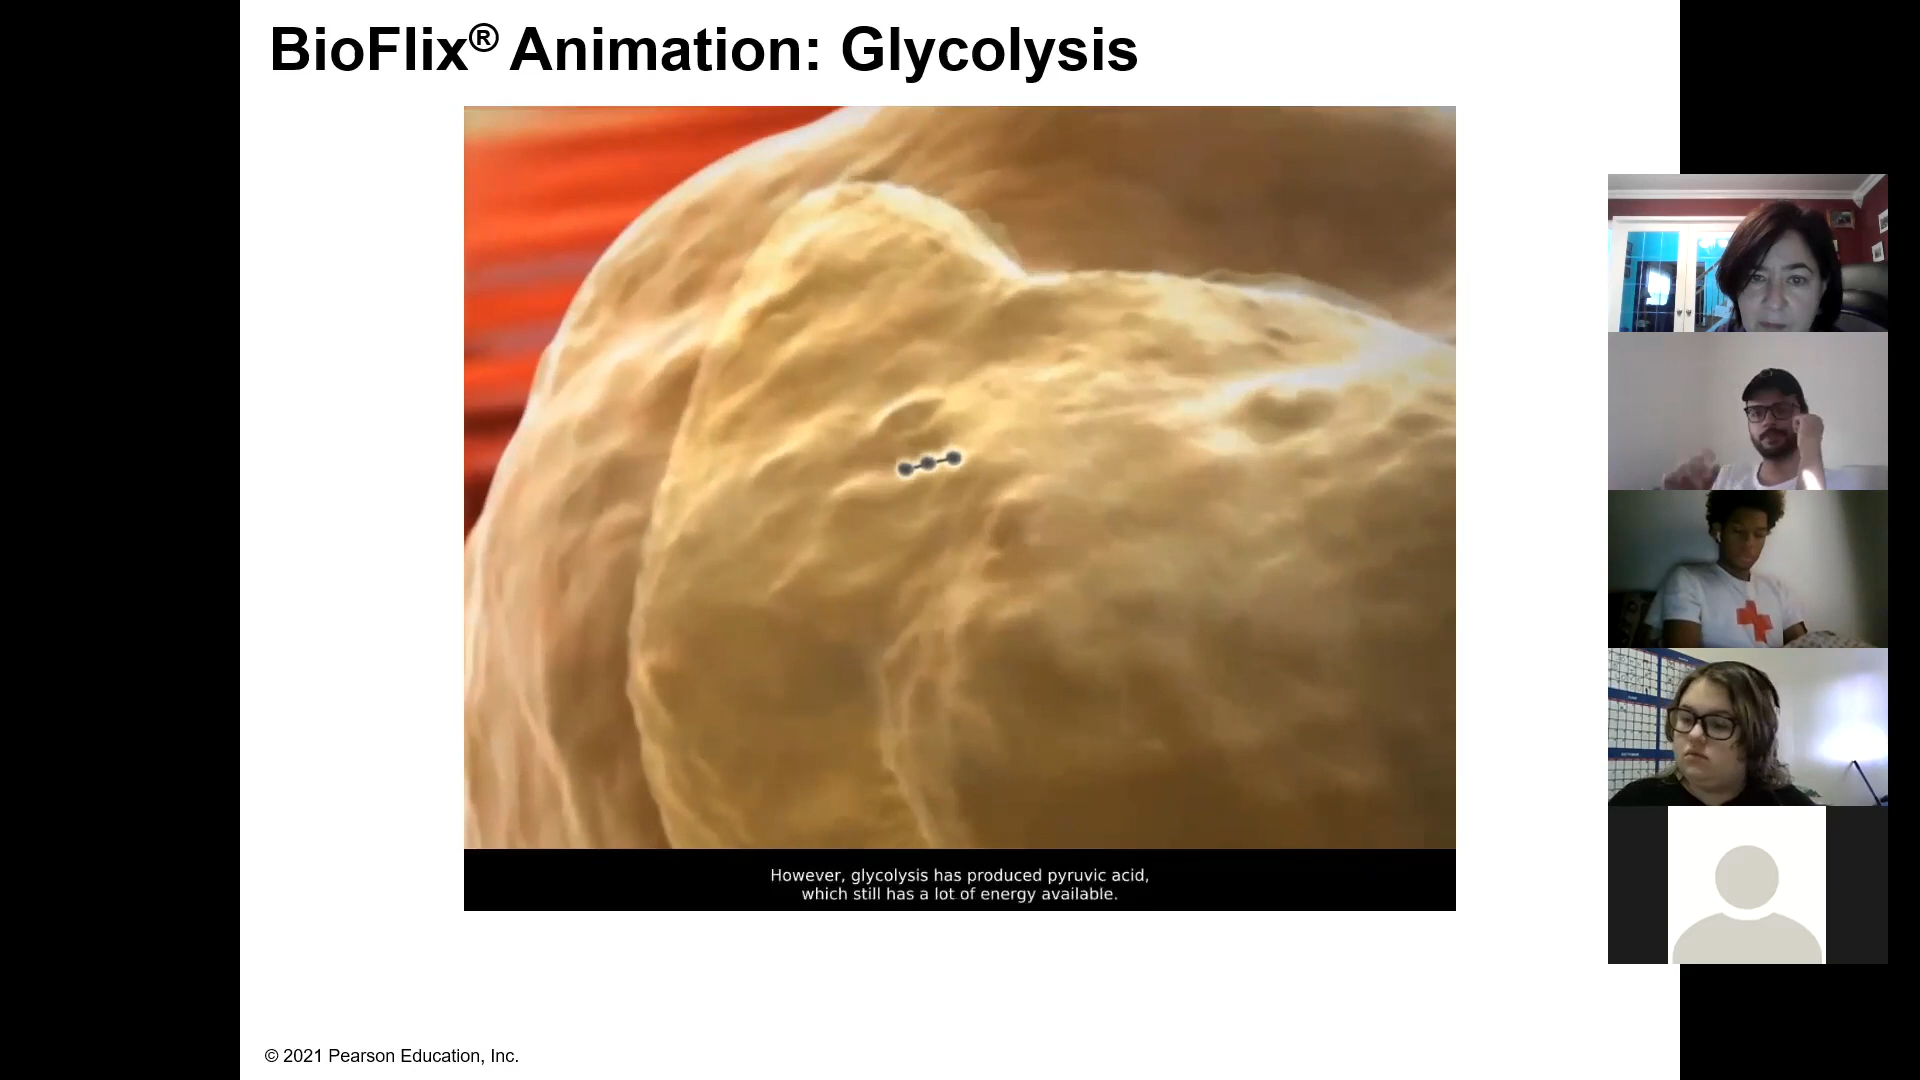 BioFlix® Animation: Glycolysis
However, glycolysis has produced pyruvic acid,
which still has a lot of energy available.
© 2021 Pearson Education, Inc.